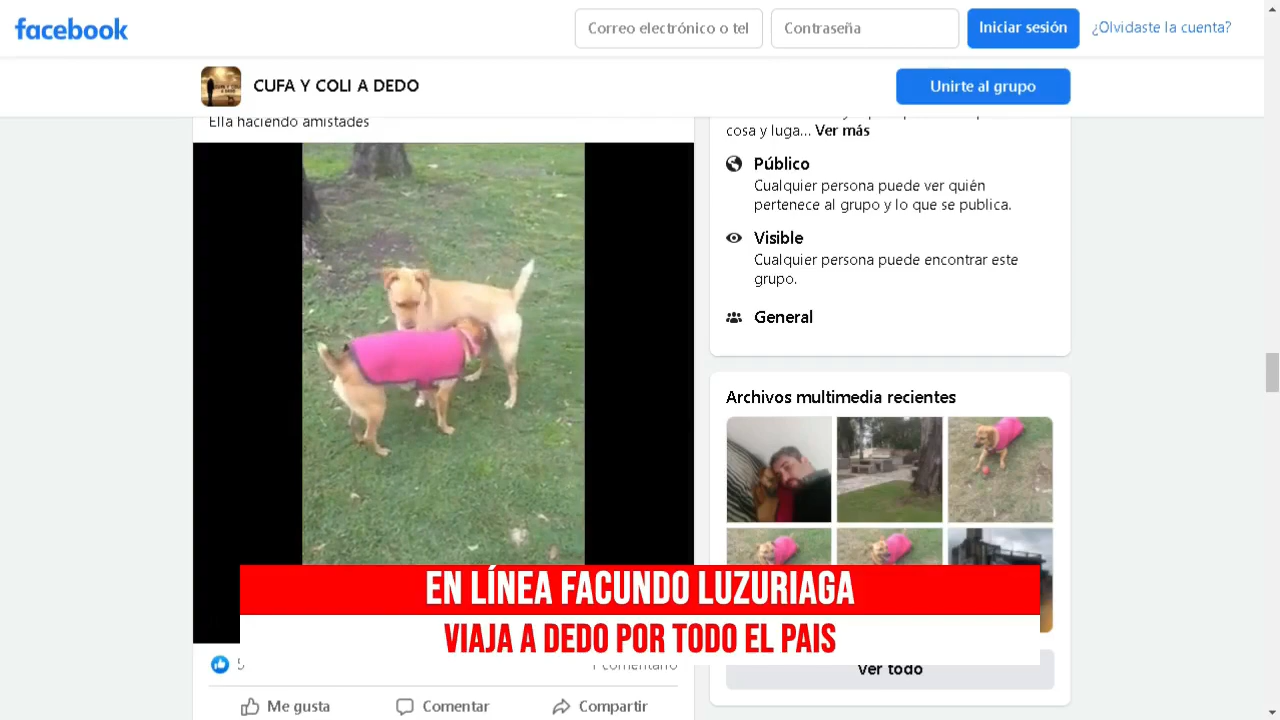 facebook
Correo electrónico o tel
Contraseña
Iniciar sesión
¿Olvidaste la cuenta?
CUFA Y COLI A DEDO
Unirte al grupo
Ella haciendo amistades
cosa y luga... Ver más
Público
Cualquier persona puede ver quién
pertenece al grupo y lo que se publica.
Visible
Cualquier persona puede encontrar este
grupo.
General
Archivos multimedia recientes
EN LÍNEA FACUNDO LUZURIAGA
VIAJA A DEDO POR TODO EL PAIS
5
1 comentario
Ver todo
Me gusta
Comentar
Compartir